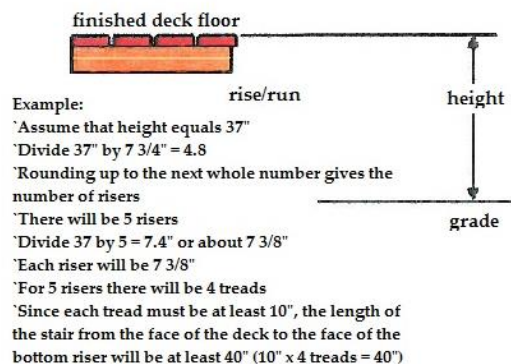 finished deck floor
rise/run
height
Example:
`Assume that height equals 37"
`Divide 37" by 7 3/4" = 4.8
`Rounding up to the next whole number gives the
number of risers
grade
`There will be 5 risers
`Divide 37 by 5 = 7.4" or about 7 3/8"
`Each riser will be 7 3/8"
`For 5 risers there will be 4 treads
`Since each tread must be at least 10", the length of
the stair from the face of the deck to the face of the
bottom riser will be at least 40" (10" x 4 treads = 40")